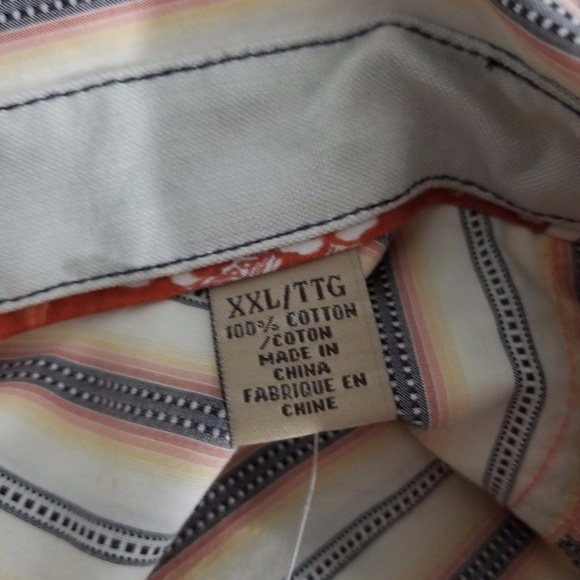 XXL/TTG
100% COTTON
/COTON
MADE IN
CHINA
FABRIQUE EN
CHINE